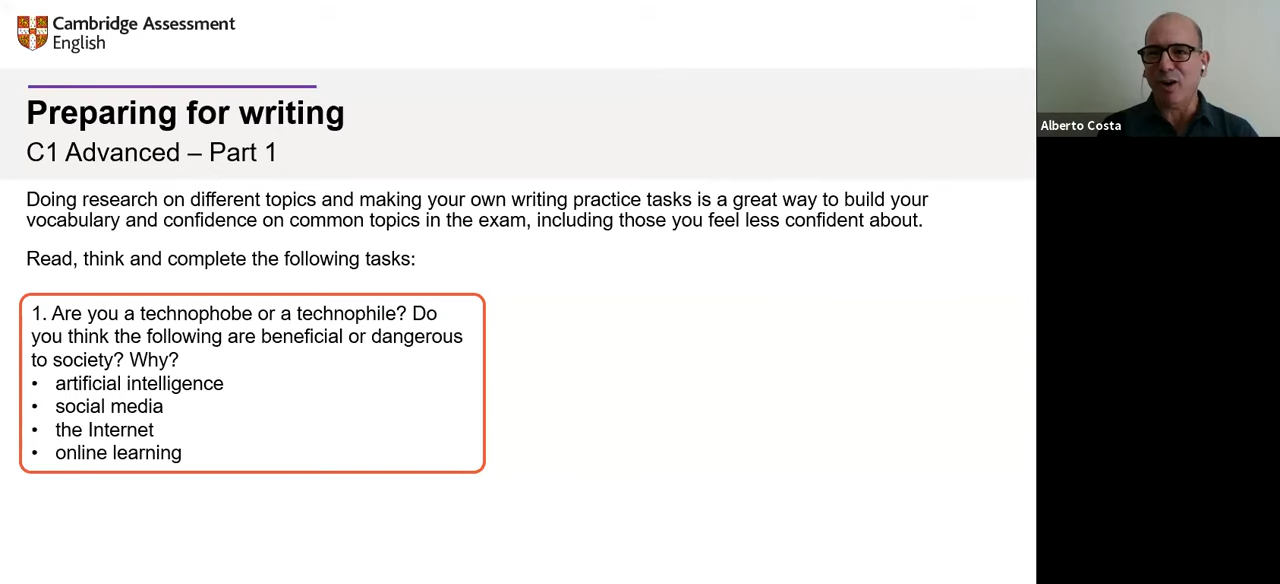 Cambridge Assessment
English
Preparing for writing
C1 Advanced – Part 1
Doing research on different topics and making your own writing practice tasks is a great way to build your
vocabulary and confidence on common topics in the exam, including those you feel less confident about.
Read, think and complete the following tasks:
1. Are you a technophobe or a technophile? Do
you think the following are beneficial or dangerous
to society? Why?
• artificial intelligence
• social media
• the Internet
• online learning
Alberto Costa